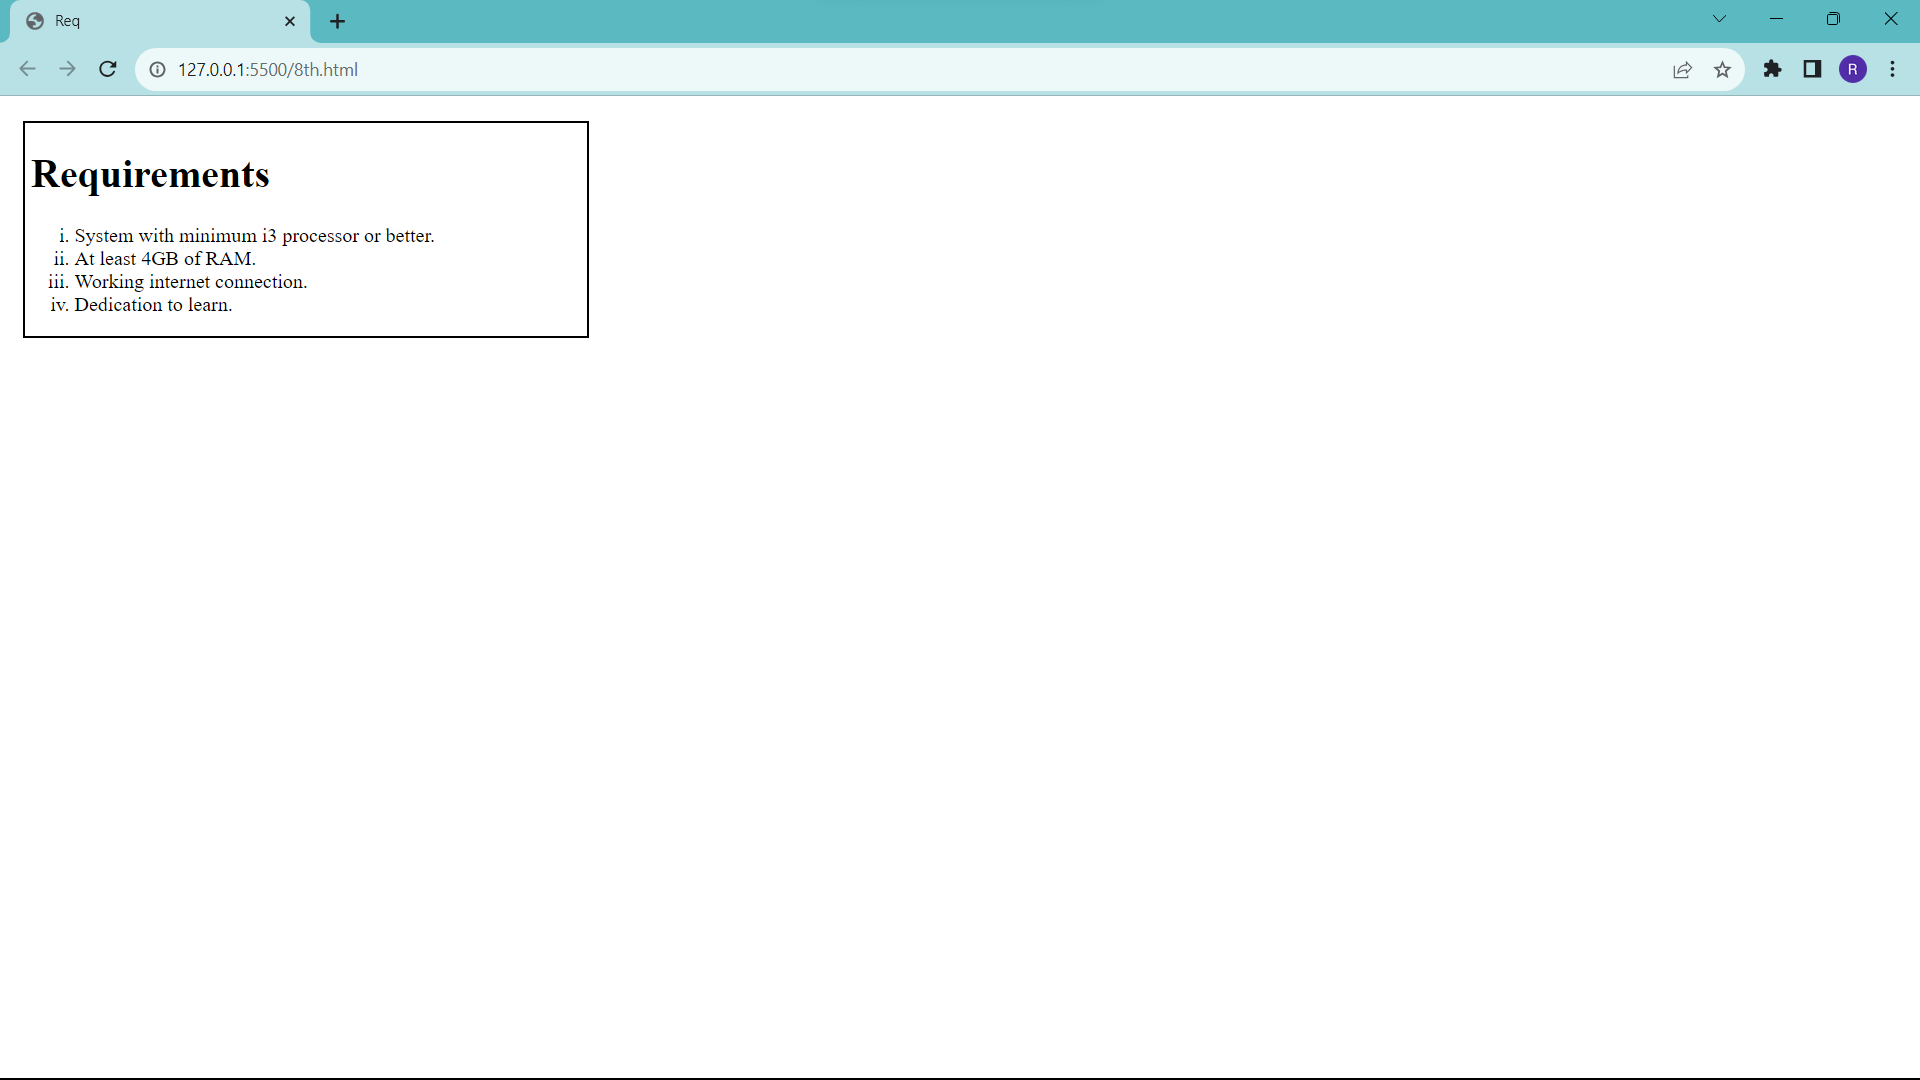 Req
127.0.0.1:5500/8th.html
R
Requirements
i. System with minimum i3 processor or better.
ii. At least 4GB of RAM.
iii. Working internet connection.
iv. Dedication to learn.